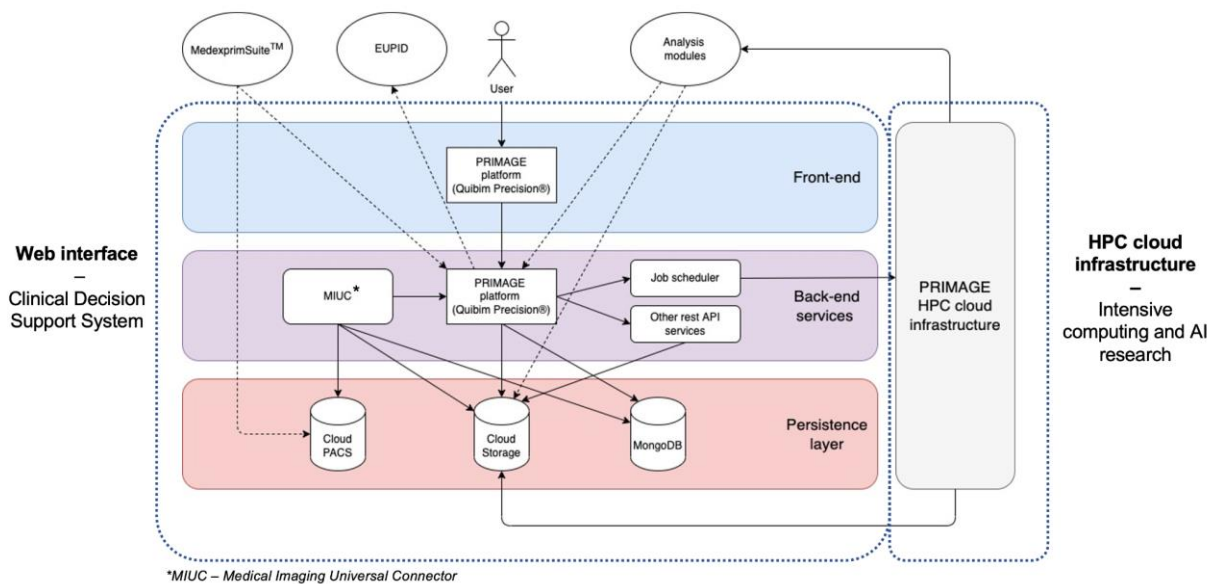 MedexprimSuite™
EUPID
User
Analysis
modules
PRIMAGE
platform
(Quibim Precision®)
Front-end
Web interface
–
Clinical Decision
Support System
MIUC*
PRIMAGE
platform
(Quibim Precision®)
Job scheduler
Other rest API
services
Back-end
services
PRIMAGE
HPC cloud
infrastructure
HPC cloud
infrastructure
–
Intensive
computing and AI
research
Cloud
PACS
Cloud
Storage
MongoDB
Persistence
layer
*MIUC – Medical Imaging Universal Connector